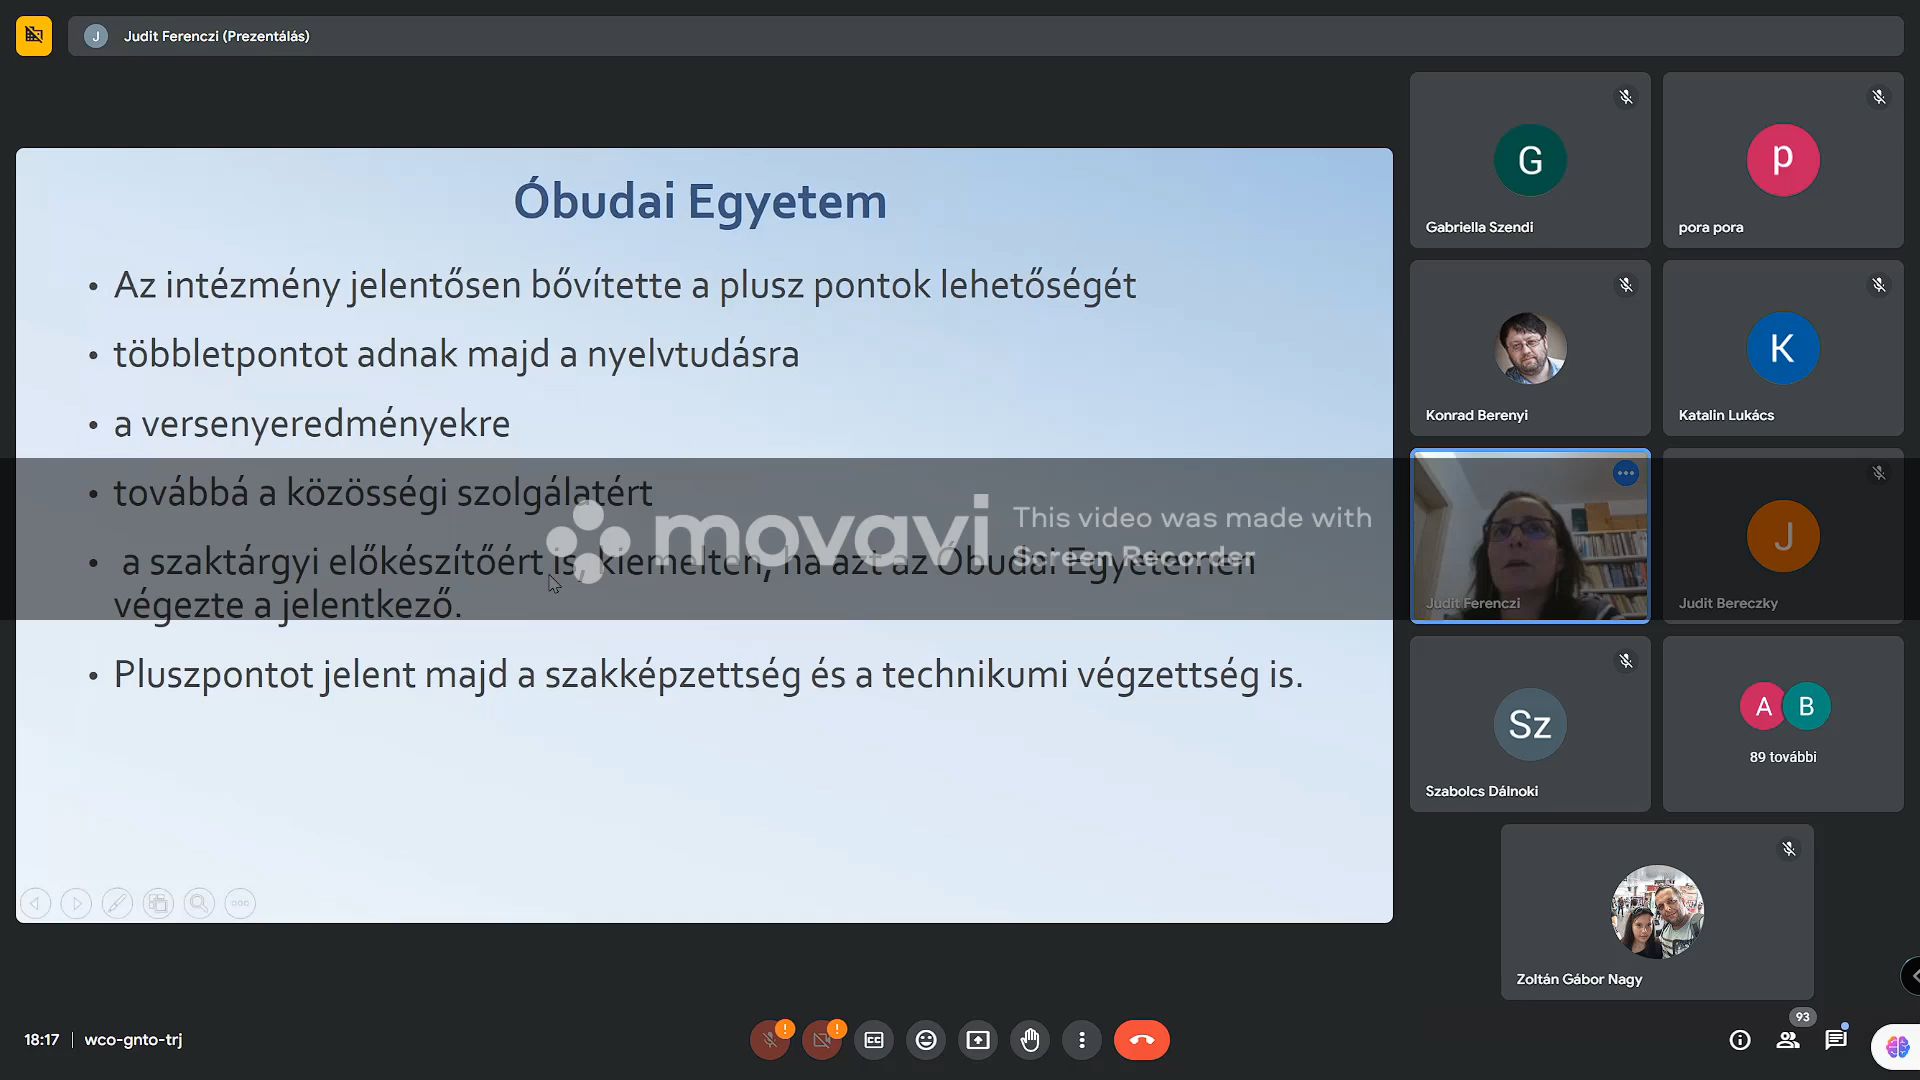 J Judit Ferenczi (Prezentálás)
Óbudai Egyetem
• Az intézmény jelentősen bővítette a plusz pontok lehetőségét
• többletpontot adnak majd a nyelvtudásra
• a versenyeredményekre
• továbbá a közösségi szolgálatért
• a szaktárgyi előkészítőért is, kiemelten, ha azt az Óbudai Egyetemen
végezte a jelentkező.
• Pluszpontot jelent majd a szakképzettség és a technikumi végzettség is.
movavi
This video was made with
Screen Recorder
G
Gabriella Szendi
p
pora pora
Konrad Berenyi
K
Katalin Lukács
Judit Ferenczi
J
Judit Bereczky
Sz
Szabolcs Dálnoki
A B
89 további
Zoltán Gábor Nagy
18:17 | wco-gnto-trj
! ! CC
93